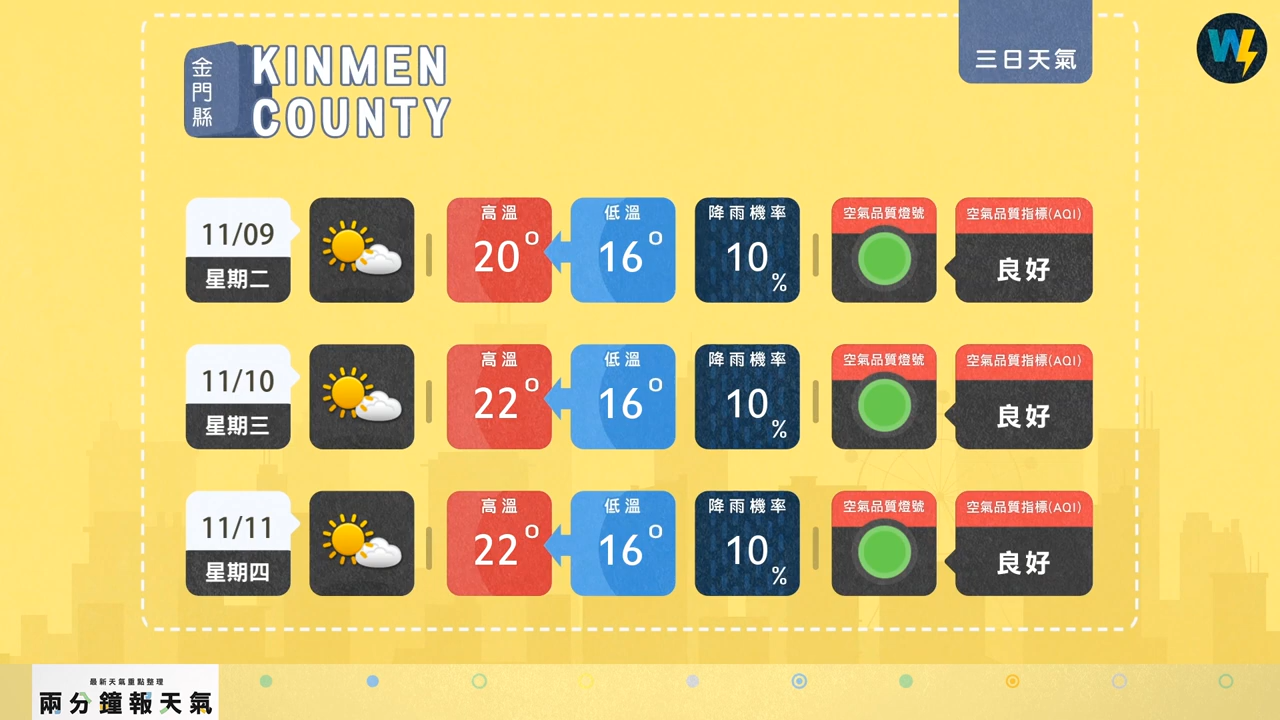 金門縣
KINMEN
COUNTY
三日天氣
11/09
星期二
高溫
20°
低溫
16°
降雨機率
10
%
空氣品質燈號
空氣品質指標(AQI)
良好
11/10
星期三
高溫
22°
低溫
16°
降雨機率
10
%
空氣品質燈號
空氣品質指標(AQI)
良好
11/11
星期四
高溫
22°
低溫
16°
降雨機率
10
%
空氣品質燈號
空氣品質指標(AQI)
良好
最新天氣重點整理
兩分鐘報天氣